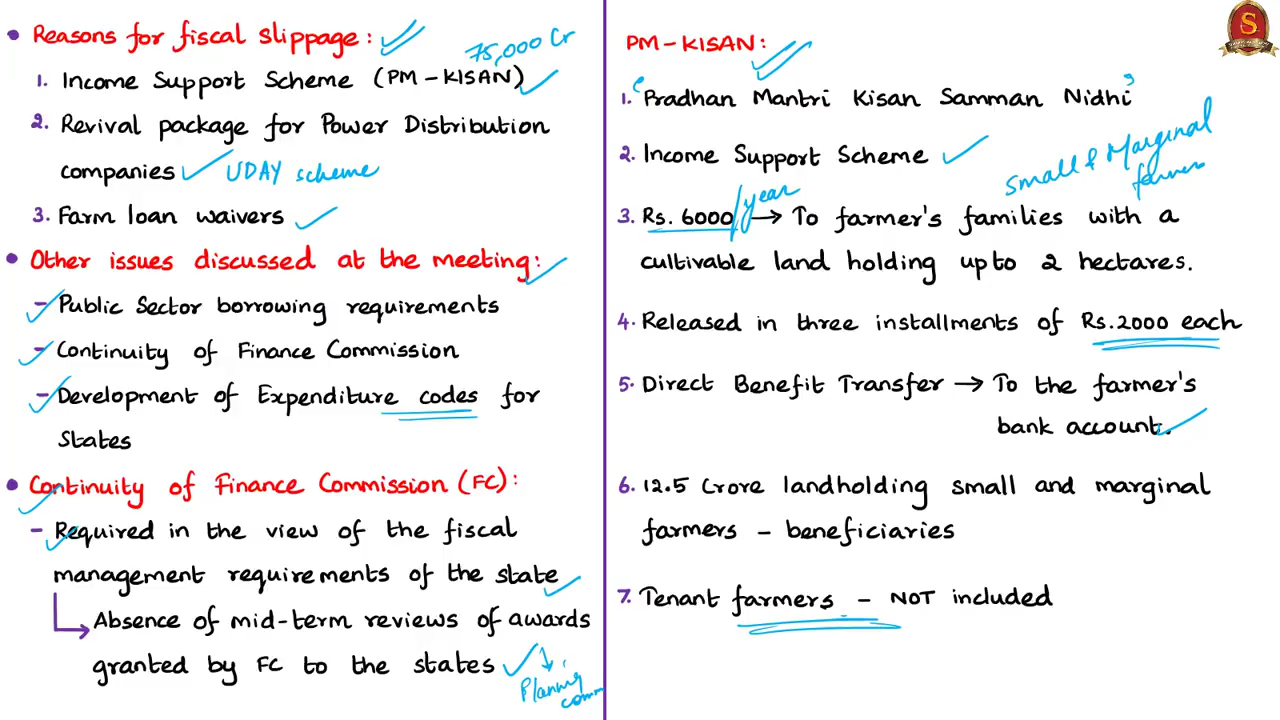 Reasons for fiscal slippage:
75,000 Cr
1. Income Support Scheme (PM-KISAN)
2. Revival package for Power Distribution
companies
UDAY scheme
3. Farm loan waivers
Other issues discussed at the meeting:
- Public Sector borrowing requirements
- Continuity of Finance Commission
- Development of Expenditure codes for
States
Continuity of Finance Commission (FC):
- Required in the view of the fiscal
management requirements of the state
Absence of mid-term reviews of awards
granted by FC to the states
Planning
comm
PM-KISAN:
1. 'Pradhan Mantri Kisan Samman Nidhi'
2. Income Support Scheme
Small & Marginal
farmers
3. Rs. 6000/year → To farmer's families with a
cultivable land holding upto 2 hectares.
4. Released in three installments of Rs.2000 each
5. Direct Benefit Transfer → To the farmer's
bank account.
6. 12.5 Crore landholding small and marginal
farmers - beneficiaries
7. Tenant farmers - NOT included
S